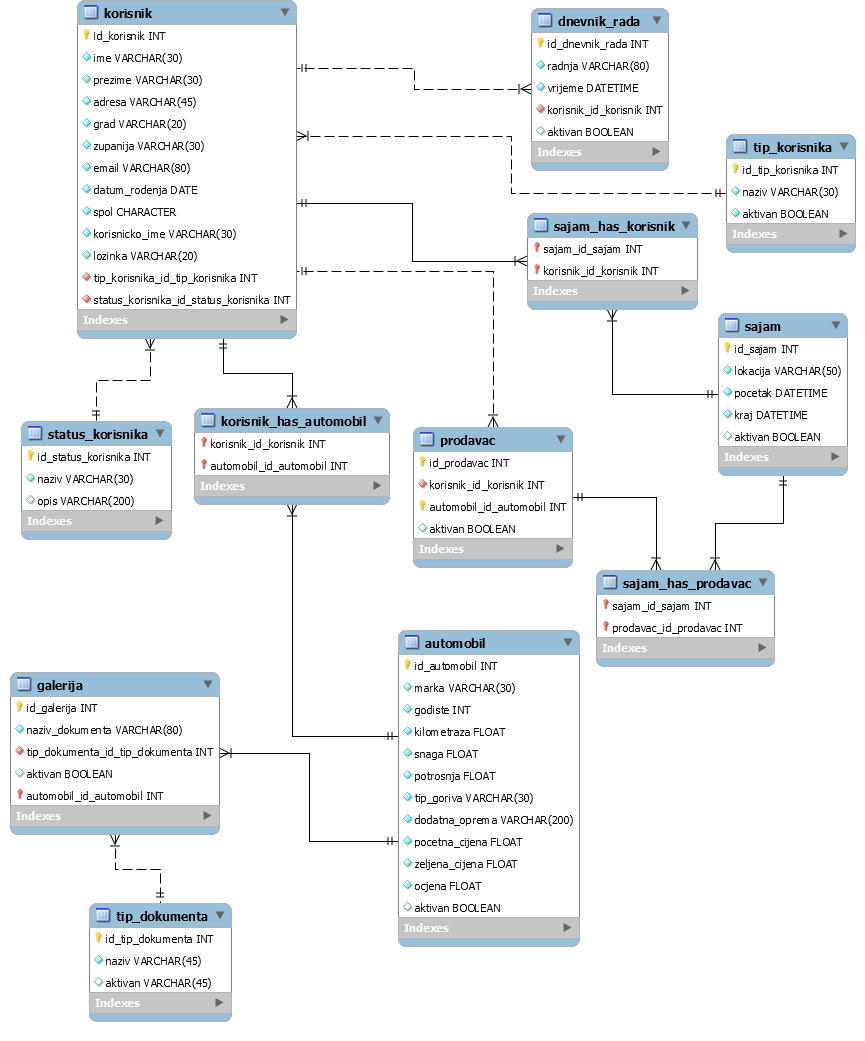 korisnik
id_korisnik INT
ime VARCHAR(30)
prezime VARCHAR(30)
adresa VARCHAR(45)
grad VARCHAR(20)
zupanija VARCHAR(30)
email VARCHAR(80)
datum_rodenja DATE
spol CHARACTER
korisnicko_ime VARCHAR(30)
lozinka VARCHAR(20)
tip_korisnika_id_tip_korisnika INT
status_korisnika_id_status_korisnika INT
Indexes
dnevnik_rada
id_dnevnik_rada INT
radnja VARCHAR(80)
vrijeme DATETIME
korisnik_id_korisnik INT
aktivan BOOLEAN
Indexes
tip_korisnika
id_tip_korisnika INT
naziv VARCHAR(30)
aktivan BOOLEAN
Indexes
sajam_has_korisnik
sajam_id_sajam INT
korisnik_id_korisnik INT
Indexes
sajam
id_sajam INT
lokacija VARCHAR(50)
pocetak DATETIME
kraj DATETIME
aktivan BOOLEAN
Indexes
status_korisnika
id_status_korisnika INT
naziv VARCHAR(30)
opis VARCHAR(200)
Indexes
korisnik_has_automobil
korisnik_id_korisnik INT
automobil_id_automobil INT
Indexes
prodavac
id_prodavac INT
korisnik_id_korisnik INT
automobil_id_automobil INT
aktivan BOOLEAN
Indexes
sajam_has_prodavac
sajam_id_sajam INT
prodavac_id_prodavac INT
Indexes
automobil
id_automobil INT
marka VARCHAR(30)
godiste INT
kilometraza FLOAT
snaga FLOAT
potrosnja FLOAT
tip_goriva VARCHAR(30)
dodatna_oprema VARCHAR(200)
pocetna_cijena FLOAT
zeljena_cijena FLOAT
ocjena FLOAT
aktivan BOOLEAN
Indexes
galerija
id_galerija INT
naziv_dokumenta VARCHAR(80)
tip_dokumenta_id_tip_dokumenta INT
aktivan BOOLEAN
automobil_id_automobil INT
Indexes
tip_dokumenta
id_tip_dokumenta INT
naziv VARCHAR(45)
aktivan VARCHAR(45)
Indexes